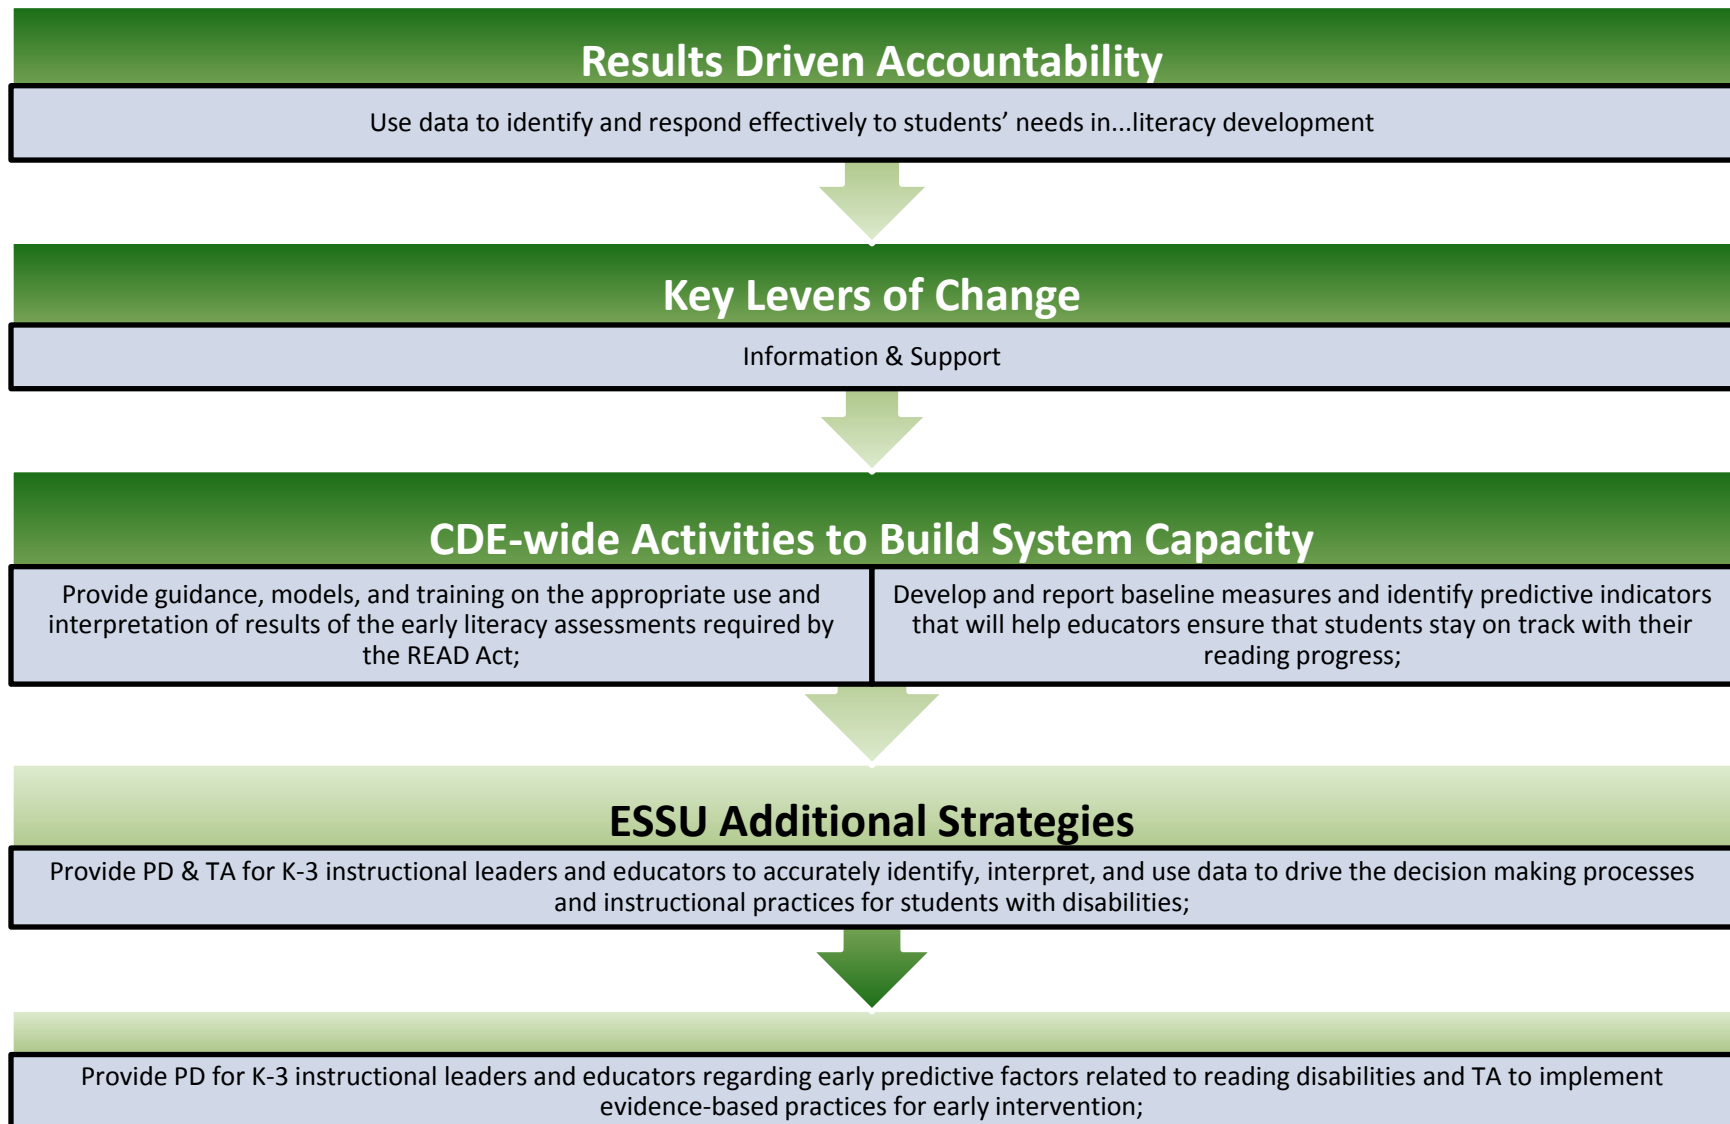 Results Driven Accountability
Use data to identify and respond effectively to students’ needs in...literacy development
Key Levers of Change
Information & Support
CDE-wide Activities to Build System Capacity
Provide guidance, models, and training on the appropriate use and
interpretation of results of the early literacy assessments required by
the READ Act;
Develop and report baseline measures and identify predictive indicators
that will help educators ensure that students stay on track with their
reading progress;
ESSU Additional Strategies
Provide PD & TA for K-3 instructional leaders and educators to accurately identify, interpret, and use data to drive the decision making processes
and instructional practices for students with disabilities;
Provide PD for K-3 instructional leaders and educators regarding early predictive factors related to reading disabilities and TA to implement
evidence-based practices for early intervention;